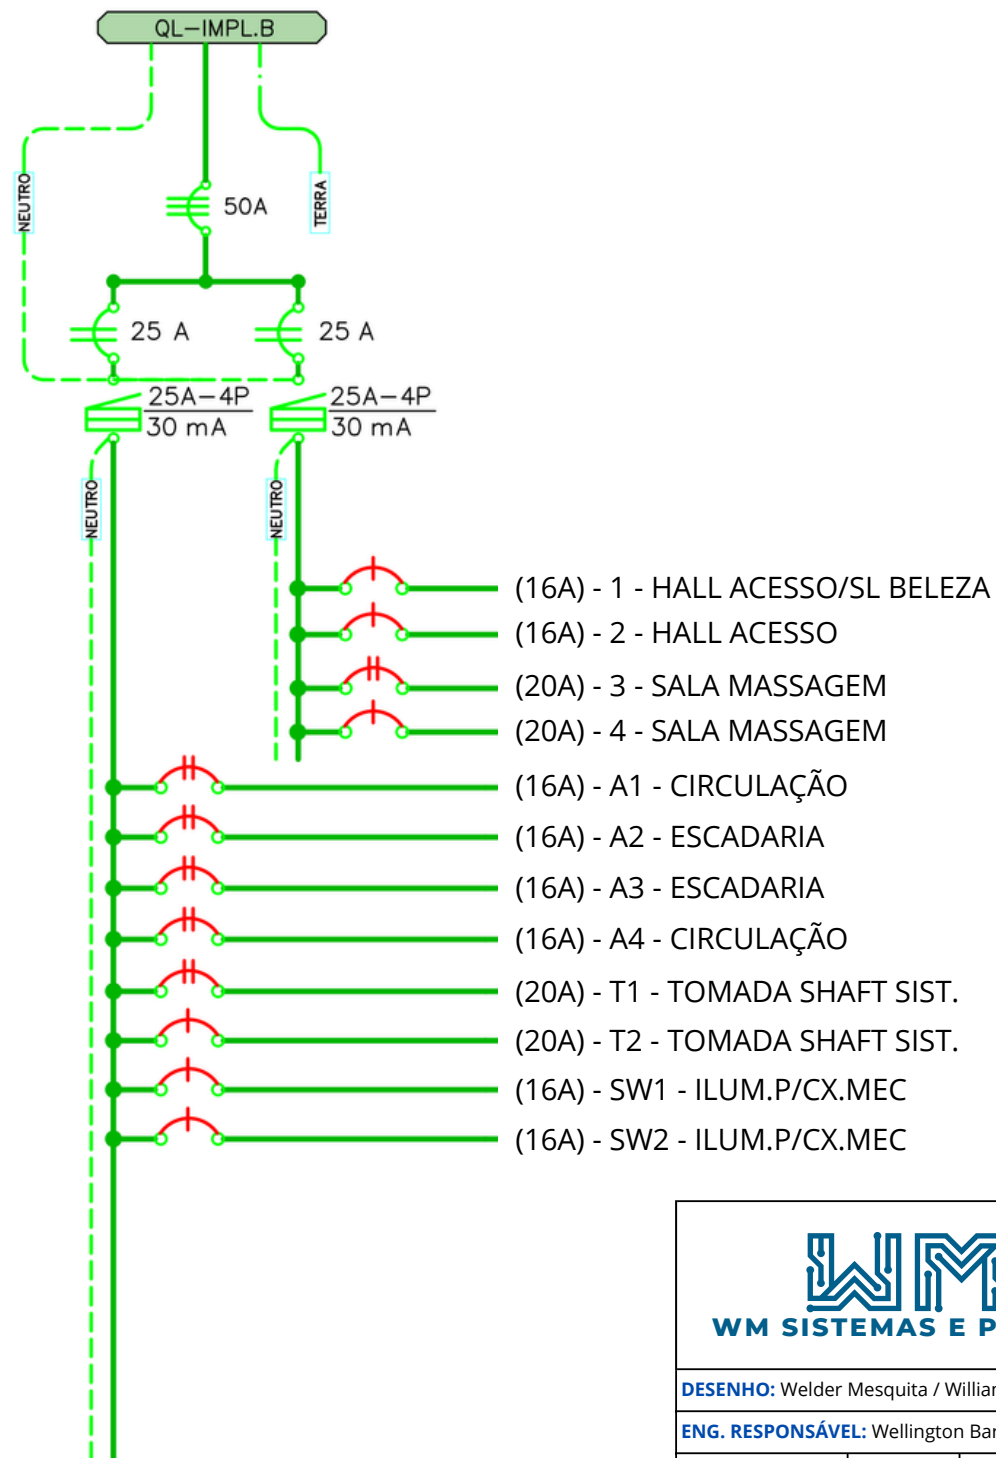 QL-IMPL.B
NEUTRO
TERRA
50A
25 A
25 A
25A-4P
30 mA
25A-4P
30 mA
NEUTRO
NEUTRO
(16A) - 1 - HALL ACESSO/SL BELEZA
(16A) - 2 - HALL ACESSO
(20A) - 3 - SALA MASSAGEM
(20A) - 4 - SALA MASSAGEM
(16A) - A1 - CIRCULAÇÃO
(16A) - A2 - ESCADARIA
(16A) - A3 - ESCADARIA
(16A) - A4 - CIRCULAÇÃO
(20A) - T1 - TOMADA SHAFT SIST.
(20A) - T2 - TOMADA SHAFT SIST.
(16A) - SW1 - ILUM.P/CX.MEC
(16A) - SW2 - ILUM.P/CX.MEC
WM
WM SISTEMAS E P
DESENHO: Welder Mesquita / Willian
ENG. RESPONSÁVEL: Wellington Bar